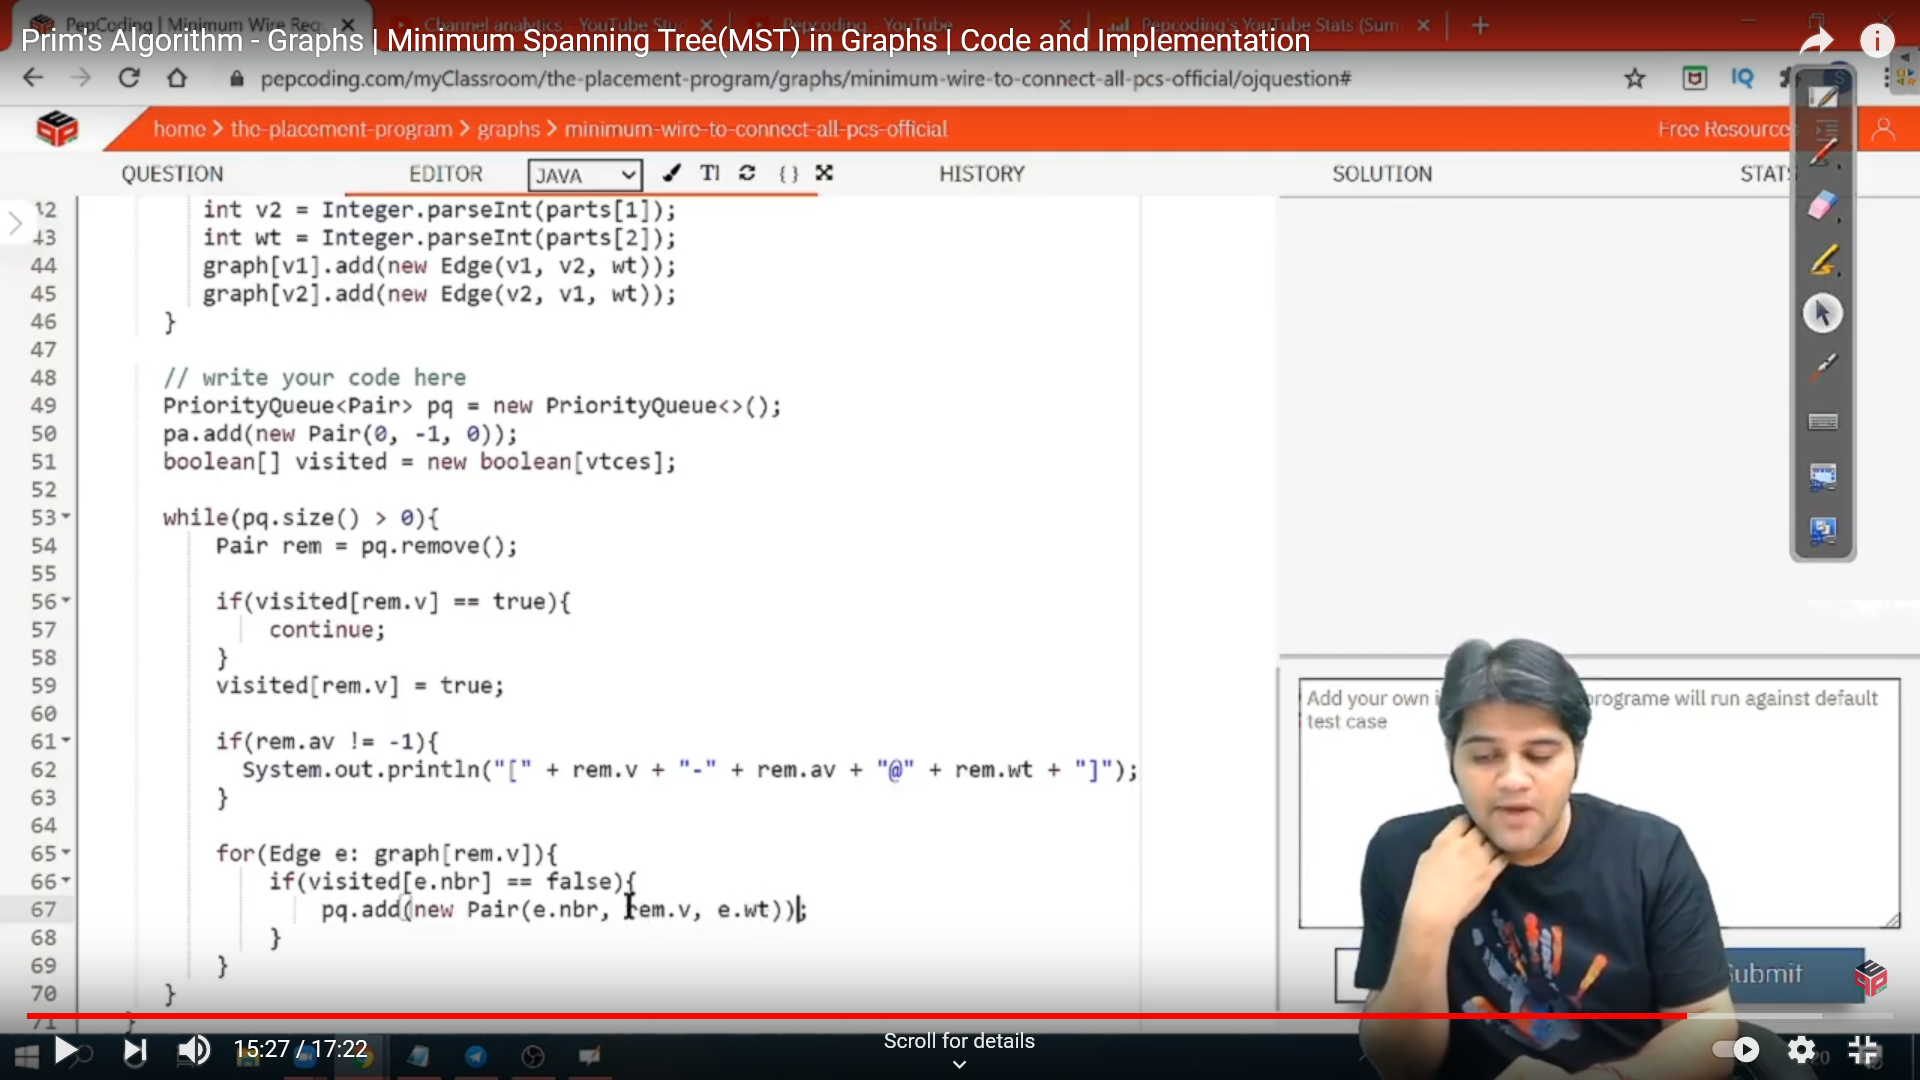 PepCoding | Minimum Wire Req
Channel analytics - YouTube Stu
Pepcoding - YouTube
Pepcoding's YouTube Stats (Sum
Prim's Algorithm - Graphs | Minimum Spanning Tree(MST) in Graphs | Code and Implementation
pepcoding.com/myClassroom/the-placement-program/graphs/minimum-wire-to-connect-all-pcs-official/ojquestion#
home > the-placement-program > graphs > minimum-wire-to-connect-all-pcs-official
Free Resources
QUESTION
EDITOR
JAVA
HISTORY
SOLUTION
STATS
42 int v2 = Integer.parseInt(parts[1]);
43 int wt = Integer.parseInt(parts[2]);
44 graph[v1].add(new Edge(v1, v2, wt));
45 graph[v2].add(new Edge(v2, v1, wt));
46 }
47
48 // write your code here
49 PriorityQueue<Pair> pq = new PriorityQueue<>();
50 pa.add(new Pair(0, -1, 0));
51 boolean[] visited = new boolean[vtces];
52
53 while(pq.size() > 0){
54 Pair rem = pq.remove();
55
56 if(visited[rem.v] == true){
57 continue;
58 }
59 visited[rem.v] = true;
60
61 if(rem.av != -1){
62 System.out.println("[" + rem.v + "-" + rem.av + "@" + rem.wt + "]");
63 }
64
65 for(Edge e: graph[rem.v]){
66 if(visited[e.nbr] == false){
67 pq.add(new Pair(e.nbr, rem.v, e.wt));
68 }
69 }
70 }
71 }
Add your own i programe will run against default
test case
Submit
15:27 / 17:22
Scroll for details